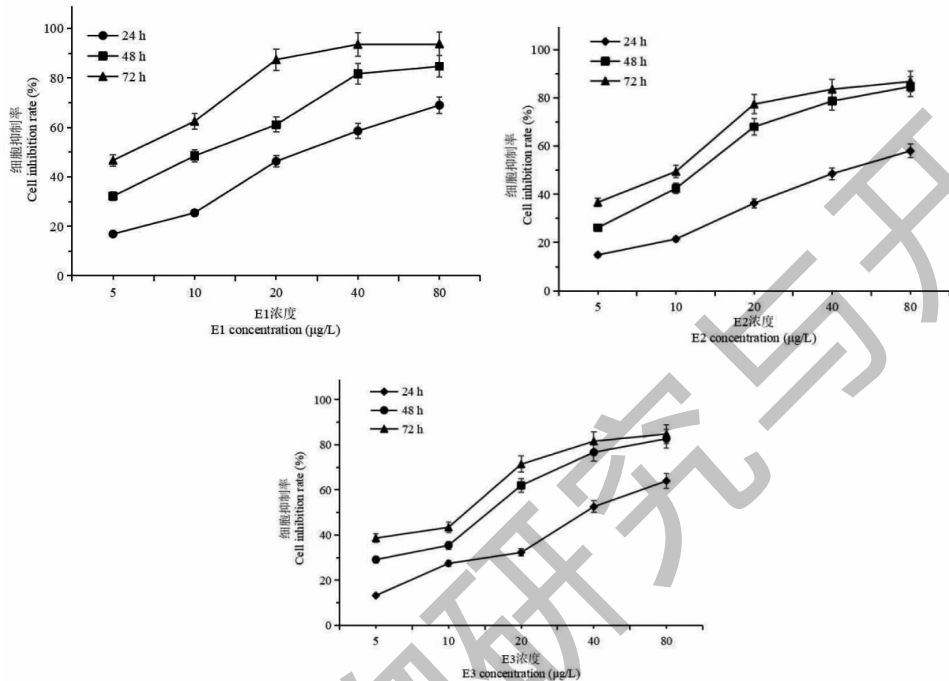 细胞抑制率
Cell inhibition rate (%)
100
80
60
40
20
0
24 h
48 h
72 h
5 10 20 40 80
E1浓度
E1 concentration (μg/L)
细胞抑制率
Cell inhibition rate (%)
100
80
60
40
20
0
24 h
48 h
72 h
5 10 20 40 80
E2浓度
E2 concentration (μg/L)
细胞抑制率
Cell inhibition rate (%)
100
80
60
40
20
0
24 h
48 h
72 h
5 10 20 40 80
E3浓度
E3 concentration (μg/L)
研究与开